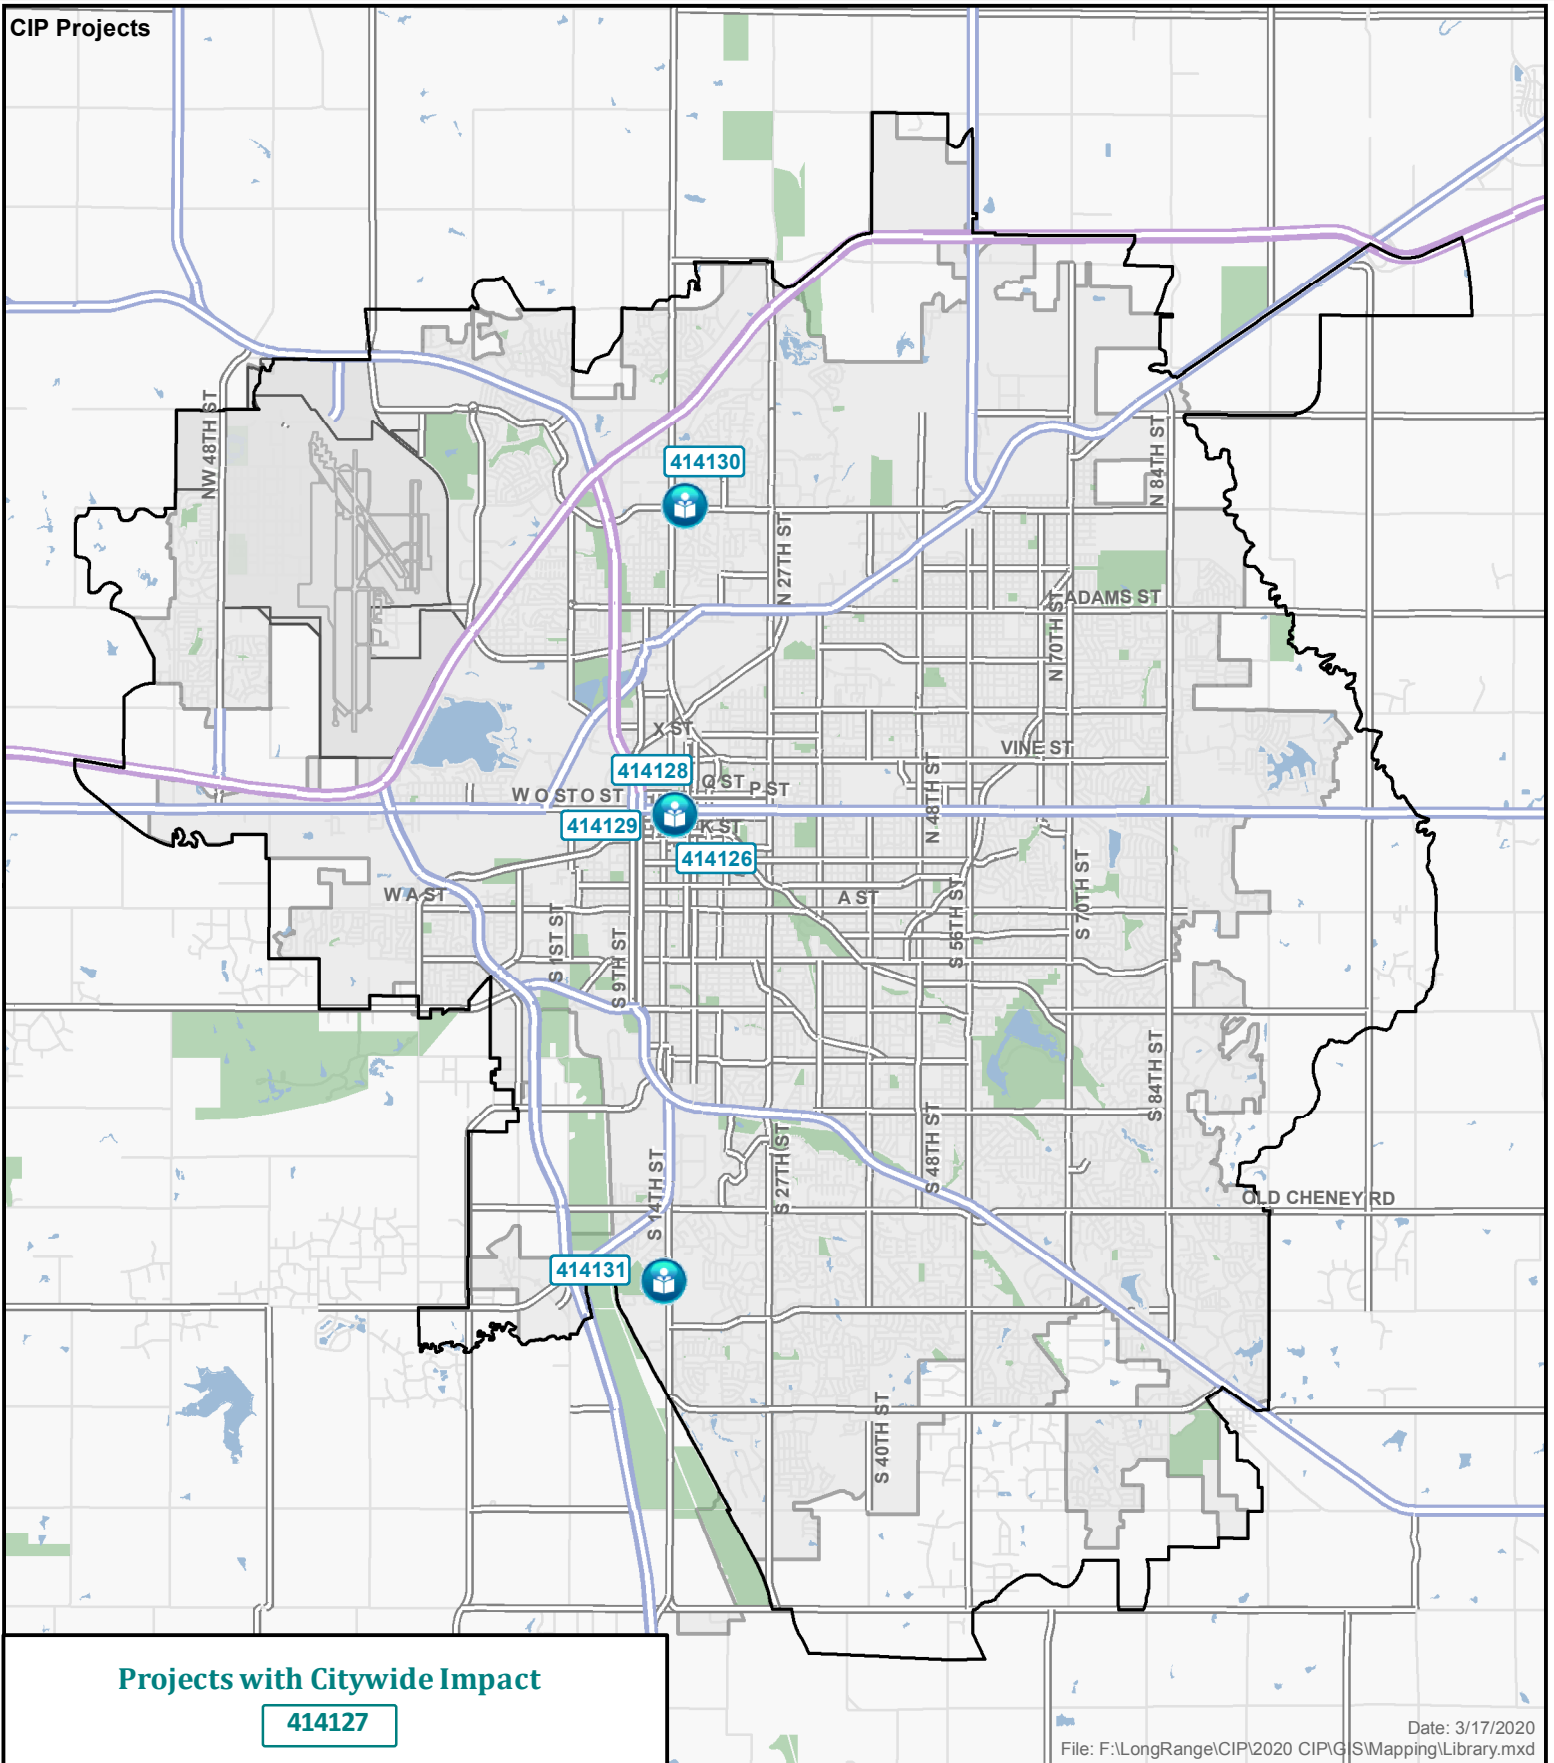 CIP Projects
NW 48TH ST
414130
N 84TH ST
N 27TH ST
ADAMS ST
N 70TH ST
X ST
VINE ST
414128
Q ST
P ST
W O ST
O ST
N 48TH ST
414129
K ST
414126
W A ST
A ST
S 1ST ST
S 9TH ST
S 56TH ST
S 70TH ST
S 84TH ST
S 14TH ST
S 27TH ST
S 48TH ST
OLD CHENEY RD
414131
S 40TH ST
Projects with Citywide Impact
414127
Date: 3/17/2020
File: F:\LongRange\CIP\2020 CIP\GIS\Mapping\Library.mxd